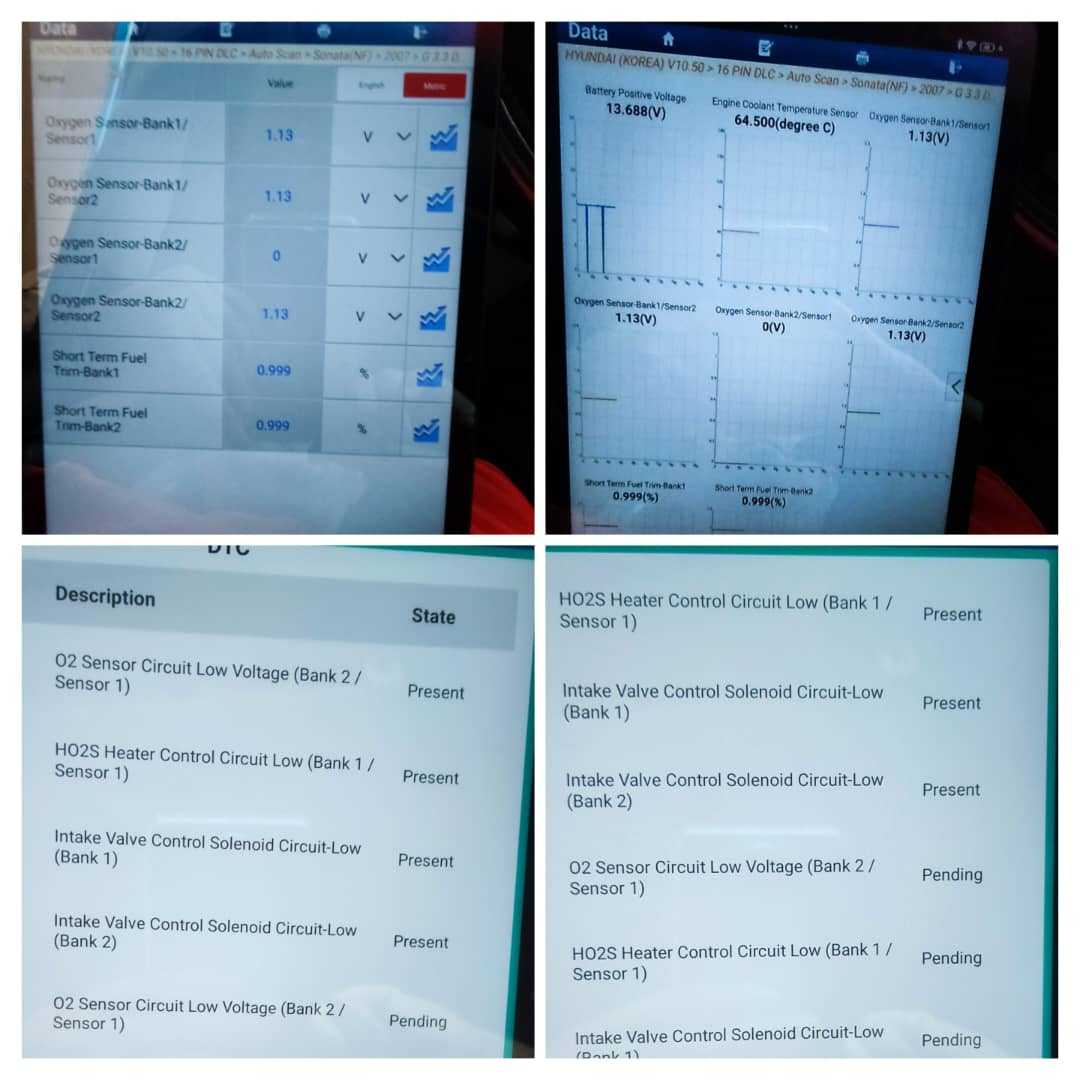 Data
V10.50 > 16 PIN DLC > Auto Scan > Sonata(NF) > 2007 > G 3.3 D
Name
Value
English
Metric
Oxygen Sensor-Bank1/
Sensor1
1.13
V
Oxygen Sensor-Bank1/
Sensor2
1.13
V
Oxygen Sensor-Bank2/
Sensor1
0
V
Oxygen Sensor-Bank2/
Sensor2
1.13
V
Short Term Fuel
Trim-Bank1
0.999
%
Short Term Fuel
Trim-Bank2
0.999
%
Data
HYUNDAI (KOREA) V10.50 > 16 PIN DLC > Auto Scan > Sonata(NF) > 2007 > G 3.3 D
Battery Positive Voltage
13.688(V)
Engine Coolant Temperature Sensor
64.500(degree C)
Oxygen Sensor-Bank1/Sensor1
1.13(V)
Oxygen Sensor-Bank1/Sensor2
1.13(V)
Oxygen Sensor-Bank2/Sensor1
0(V)
Oxygen Sensor-Bank2/Sensor2
1.13(V)
Short Term Fuel Trim-Bank1
0.999(%)
Short Term Fuel Trim-Bank2
0.999(%)
DTC
Description
State
O2 Sensor Circuit Low Voltage (Bank 2 /
Sensor 1)
Present
HO2S Heater Control Circuit Low (Bank 1 /
Sensor 1)
Present
Intake Valve Control Solenoid Circuit-Low
(Bank 1)
Present
Intake Valve Control Solenoid Circuit-Low
(Bank 2)
Present
O2 Sensor Circuit Low Voltage (Bank 2 /
Sensor 1)
Pending
HO2S Heater Control Circuit Low (Bank 1 /
Sensor 1)
Present
Intake Valve Control Solenoid Circuit-Low
(Bank 1)
Present
Intake Valve Control Solenoid Circuit-Low
(Bank 2)
Present
O2 Sensor Circuit Low Voltage (Bank 2 /
Sensor 1)
Pending
HO2S Heater Control Circuit Low (Bank 1 /
Sensor 1)
Pending
Intake Valve Control Solenoid Circuit-Low
(Bank 1)
Pending